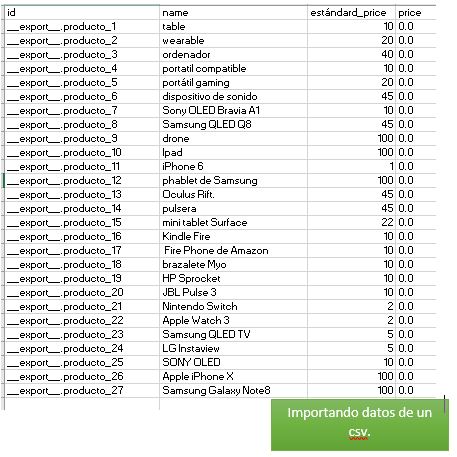 id name estándard_price price
__export__.producto_1 table 10 0.0
__export__.producto_2 wearable 20 0.0
__export__.producto_3 ordenador 40 0.0
__export__.producto_4 portatil compatible 10 0.0
__export__.producto_5 portátil gaming 20 0.0
__export__.producto_6 dispositivo de sonido 45 0.0
__export__.producto_7 Sony OLED Bravia A1 10 0.0
__export__.producto_8 Samsung QLED Q8 45 0.0
__export__.producto_9 drone 100 0.0
__export__.producto_10 Ipad 100 0.0
__export__.producto_11 iPhone 6 1 0.0
__export__.producto_12 phablet de Samsung 100 0.0
__export__.producto_13 Oculus Rift. 45 0.0
__export__.producto_14 pulsera 45 0.0
__export__.producto_15 mini tablet Surface 22 0.0
__export__.producto_16 Kindle Fire 10 0.0
__export__.producto_17 Fire Phone de Amazon 10 0.0
__export__.producto_18 brazalete Myo 10 0.0
__export__.producto_19 HP Sprocket 10 0.0
__export__.producto_20 JBL Pulse 3 10 0.0
__export__.producto_21 Nintendo Switch 2 0.0
__export__.producto_22 Apple Watch 3 2 0.0
__export__.producto_23 Samsung QLED TV 5 0.0
__export__.producto_24 LG Instaview 5 0.0
__export__.producto_25 SONY OLED 10 0.0
__export__.producto_26 Apple iPhone X 100 0.0
__export__.producto_27 Samsung Galaxy Note8 100 0.0
Importando datos de un
csv.